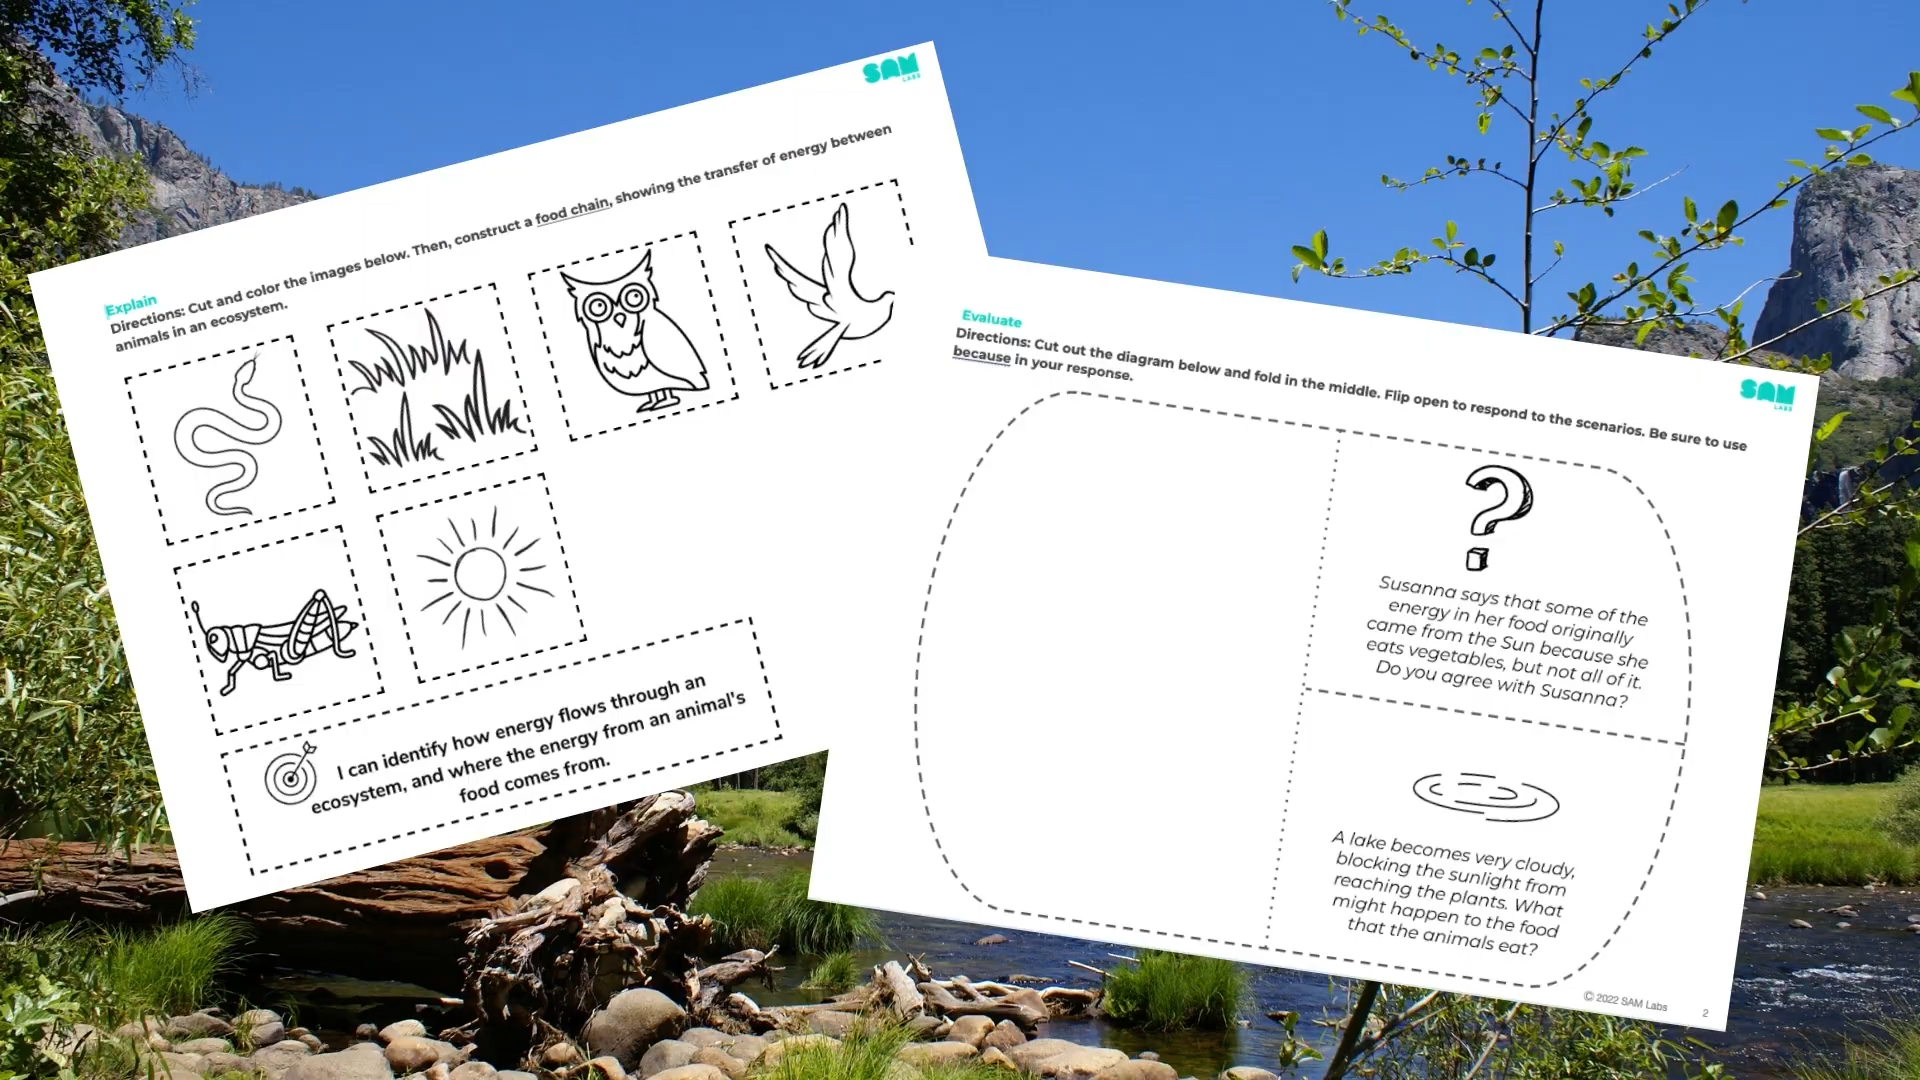 SAM
LABS
Explain
Directions: Cut and color the images below. Then, construct a food chain, showing the transfer of energy between
animals in an ecosystem.
I can identify how energy flows through an
ecosystem, and where the energy from an animal's
food comes from.
Evaluate
Directions: Cut out the diagram below and fold in the middle. Flip open to respond to the scenarios. Be sure to use
because in your response.
SAM
LABS
?
Susanna says that some of the
energy in her food originally
came from the Sun because she
eats vegetables, but not all of it.
Do you agree with Susanna?
A lake becomes very cloudy,
blocking the sunlight from
reaching the plants. What
might happen to the food
that the animals eat?
© 2022 SAM Labs
2